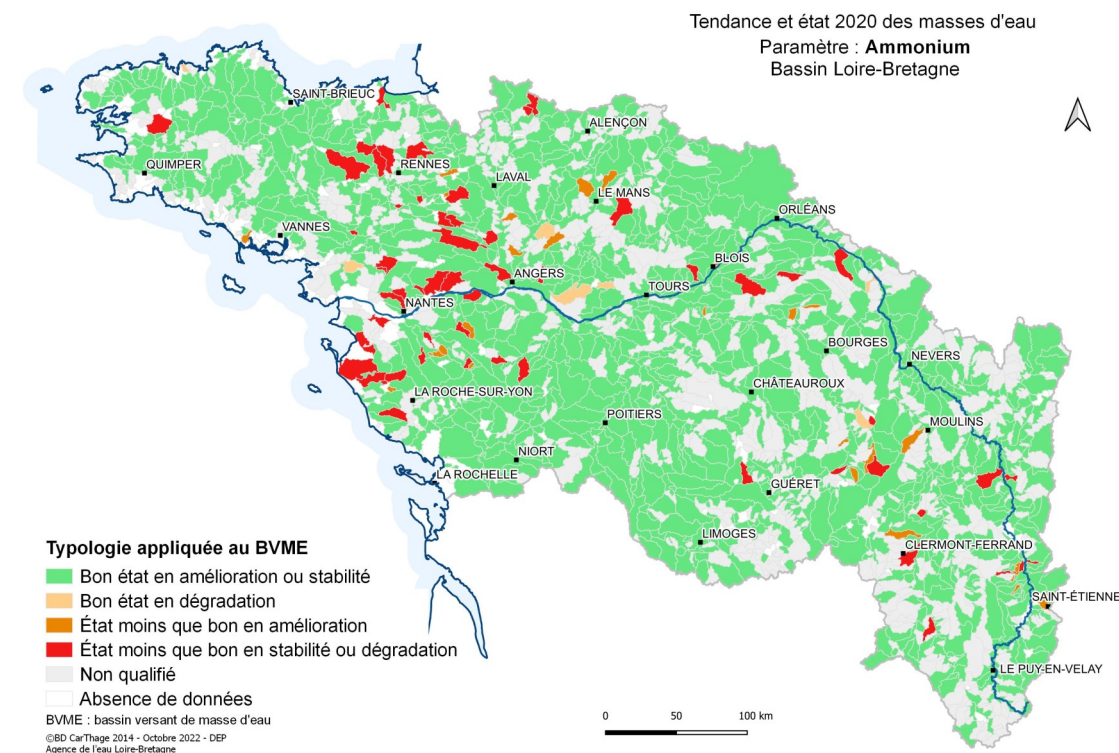 Tendance et état 2020 des masses d'eau
Paramètre : Ammonium
Bassin Loire-Bretagne
SAINT-BRIEUC
ALENÇON
QUIMPER
RENNES
LAVAL
LE MANS
ORLÉANS
VANNES
BLOIS
ANGERS
TOURS
NANTES
BOURGES
NEVERS
CHÂTEAUROUX
LA ROCHE-SUR-YON
POITIERS
MOULINS
NIORT
LA ROCHELLE
GUÉRET
LIMOGES
CLERMONT-FERRAND
SAINT-ÉTIENNE
LE PUY-EN-VELAY
Typologie appliquée au BVME
Bon état en amélioration ou stabilité
Bon état en dégradation
État moins que bon en amélioration
État moins que bon en stabilité ou dégradation
Non qualifié
Absence de données
BVME : bassin versant de masse d'eau
©BD CarThage 2014 - Octobre 2022 - DEP
Agence de l'eau Loire-Bretagne
0 50 100 km